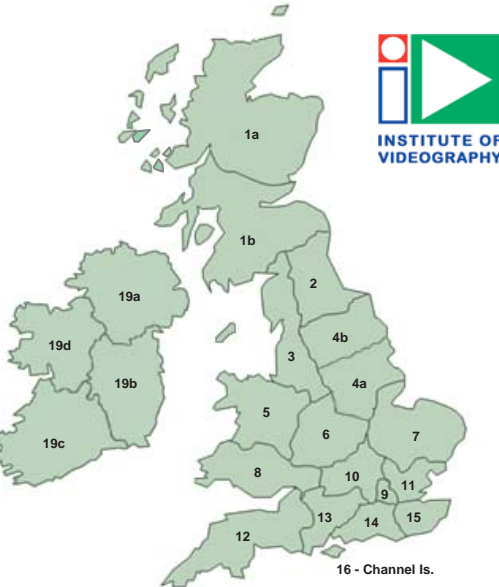 INSTITUTE OF
VIDEOGRAPHY
1a
1b
2
19a
4b
19d
3
4a
19b
5
6
7
19c
8
10
11
9
13
14
15
12
16 - Channel Is.